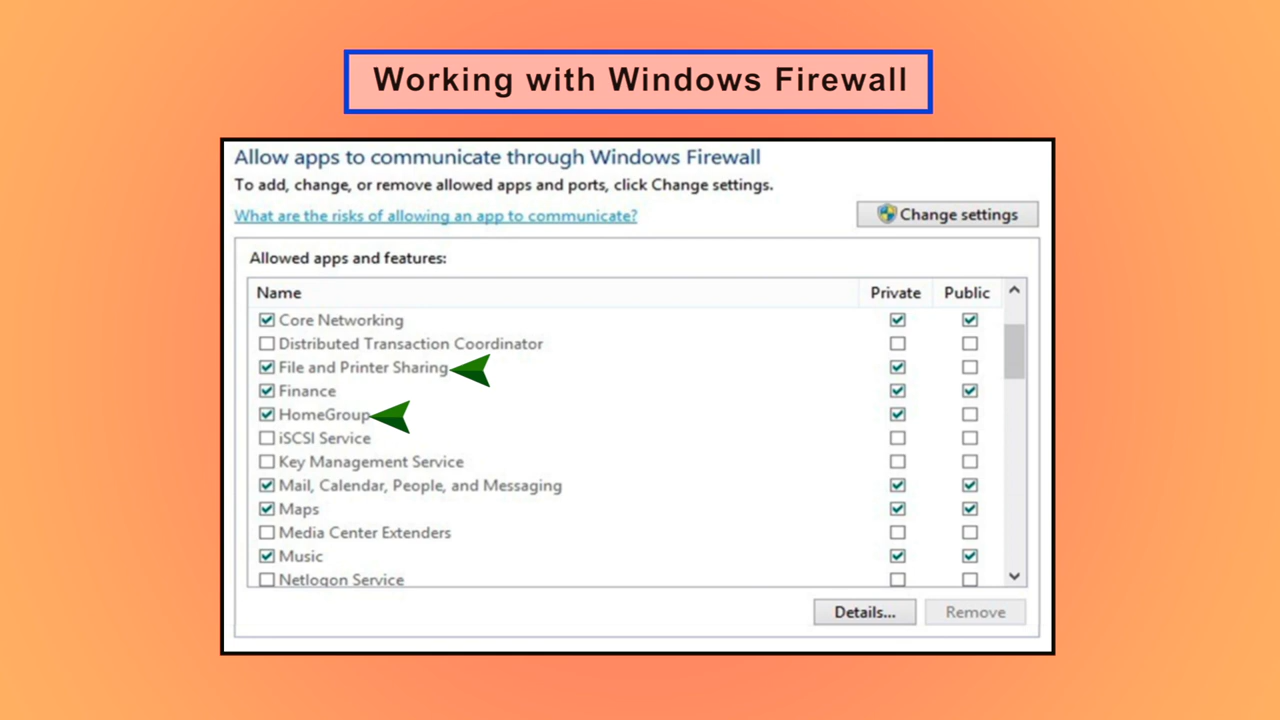 Working with Windows Firewall
Allow apps to communicate through Windows Firewall
To add, change, or remove allowed apps and ports, click Change settings.
What are the risks of allowing an app to communicate?
Change settings
Allowed apps and features:
Name Private Public
Core Networking
Distributed Transaction Coordinator
File and Printer Sharing
Finance
HomeGroup
iSCSI Service
Key Management Service
Mail, Calendar, People, and Messaging
Maps
Media Center Extenders
Music
Netlogon Service
Details... Remove